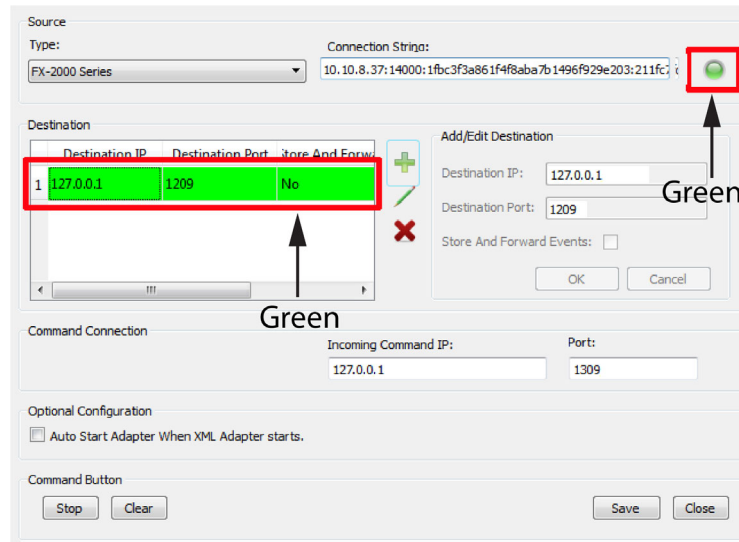 Source
Type:
Connection String:
FX-2000 Series
10.10.8.37:14000:1fbc3f3a861f4f8aba7b1496f929e203:211fc7
Destination
Destination IP Destination Port Store And Forwa
1 127.0.0.1 1209 No
Add/Edit Destination
Destination IP: 127.0.0.1
Destination Port: 1209
Store And Forward Events:
OK Cancel
Green
Green
Command Connection
Incoming Command IP: Port:
127.0.0.1 1309
Optional Configuration
Auto Start Adapter When XML Adapter starts.
Command Button
Stop Clear Save Close